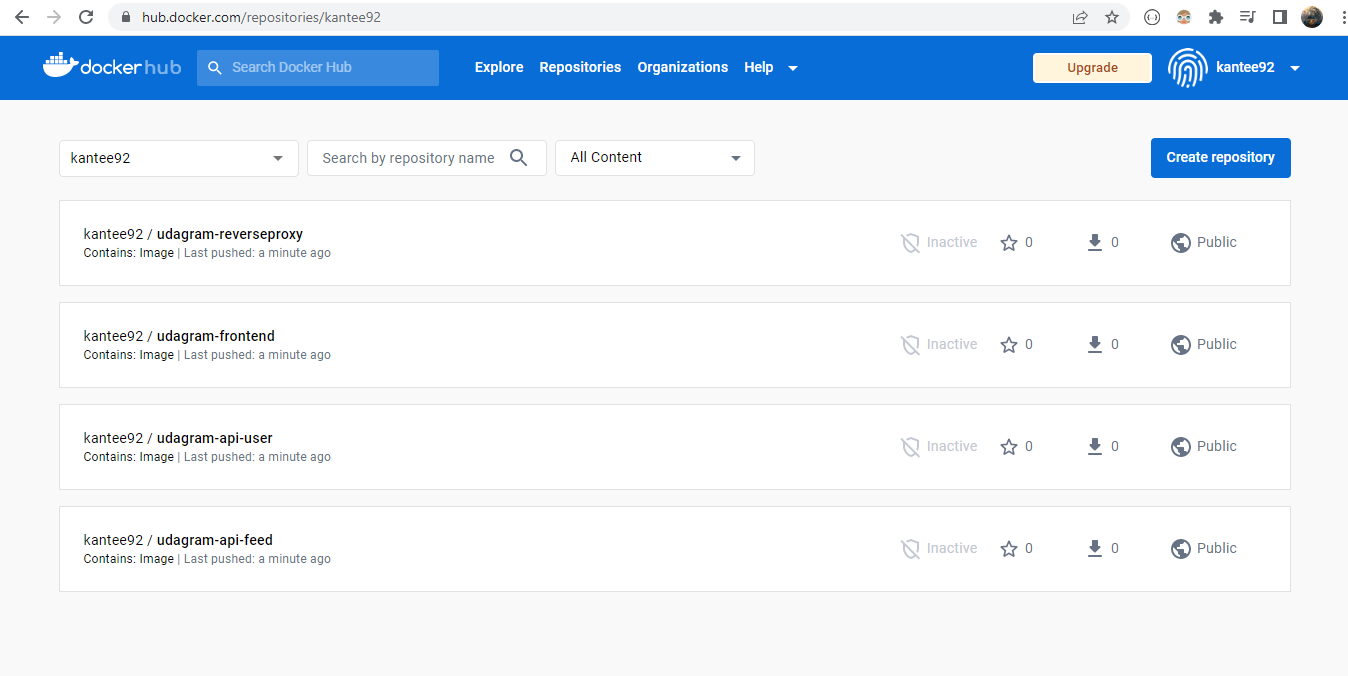 hub.docker.com/repositories/kantee92
docker hub
Search Docker Hub
Explore Repositories Organizations Help
Upgrade
kantee92
kantee92
Search by repository name
All Content
Create repository
kantee92 / udagram-reverseproxy
Contains: Image | Last pushed: a minute ago
Inactive 0 0 Public
kantee92 / udagram-frontend
Contains: Image | Last pushed: a minute ago
Inactive 0 0 Public
kantee92 / udagram-api-user
Contains: Image | Last pushed: a minute ago
Inactive 0 0 Public
kantee92 / udagram-api-feed
Contains: Image | Last pushed: a minute ago
Inactive 0 0 Public